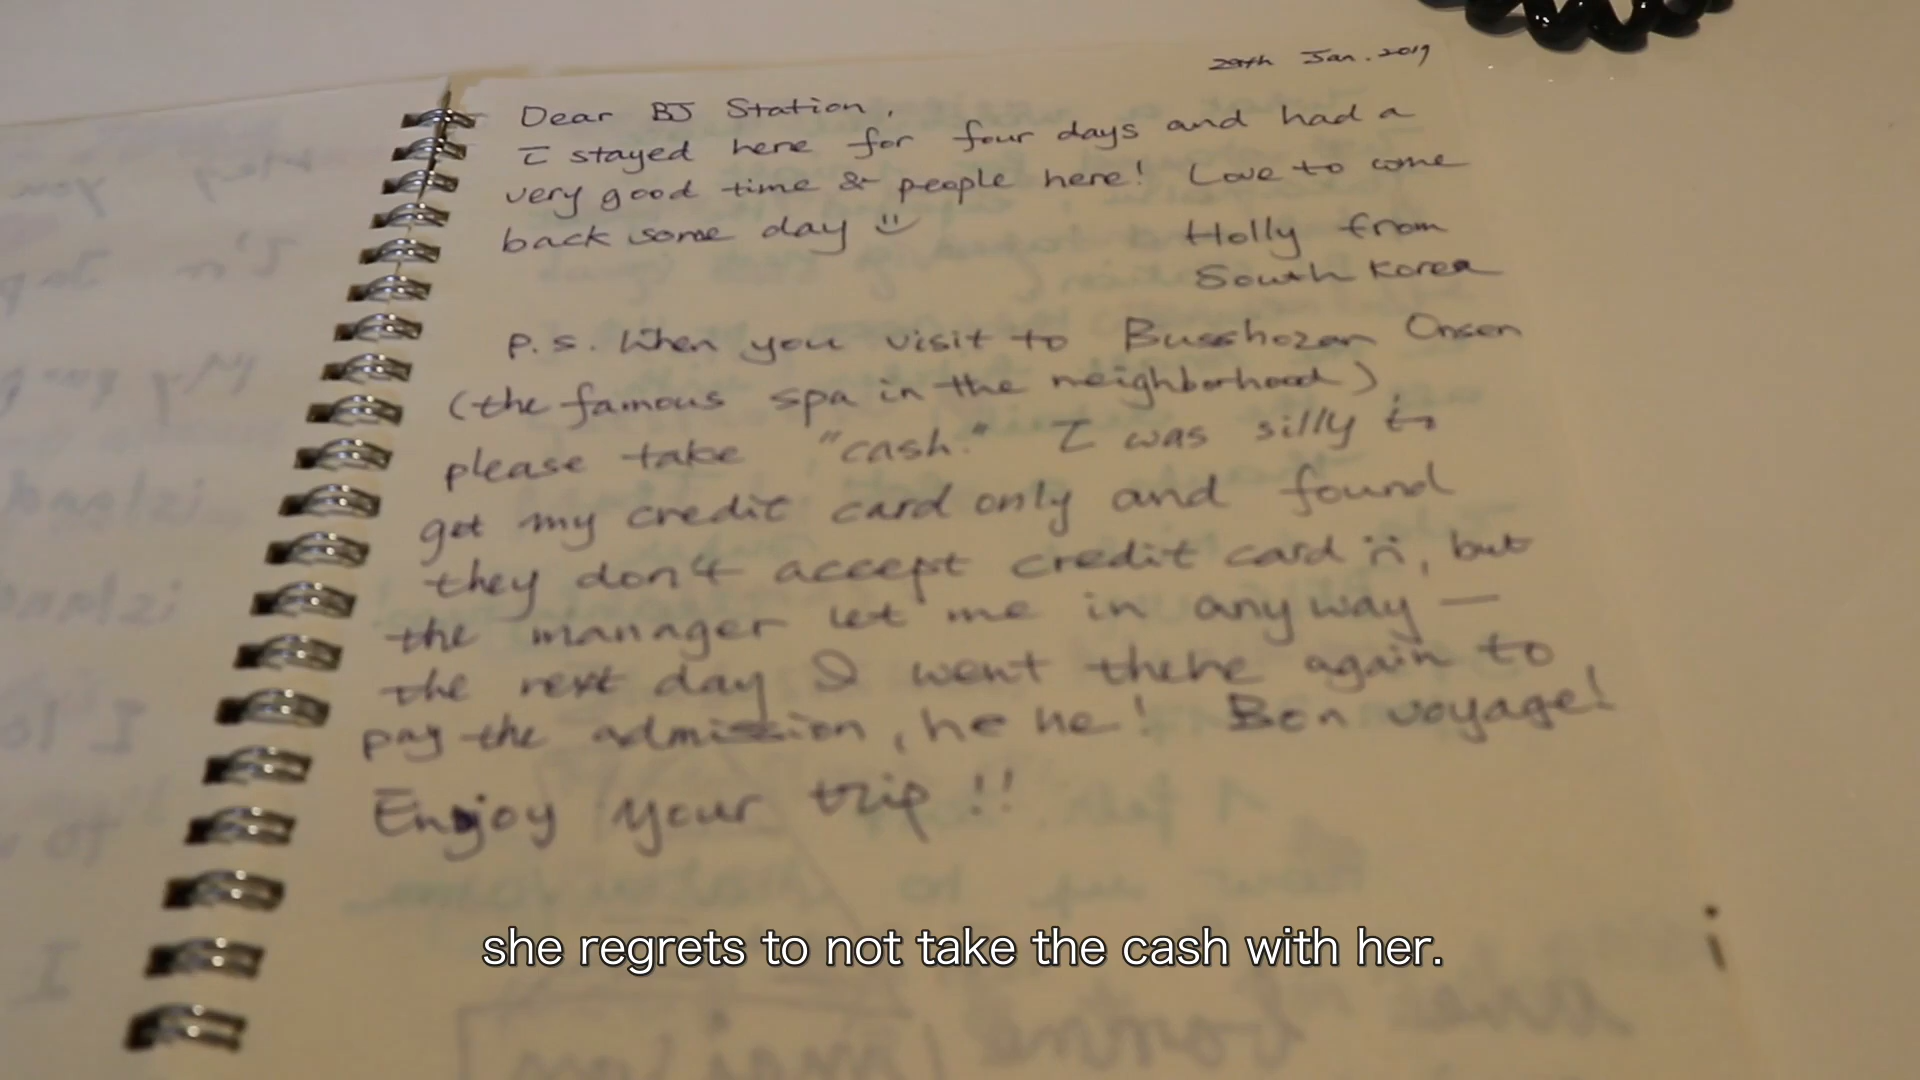 29th Jan. 2019
Dear BJ Station,
I stayed here for four days and had a
very good time & people here! Love to come
back some day
Holly from
South Korea
P.S. When you visit to Busshozan Onsen
(the famous spa in the neighborhood)
please take "cash." I was silly to
got my credit card only and found
they don't accept credit card, but
the manager let me in anyway —
the next day I went there again to
pay the admission, he he! Bon voyage!
Enjoy your trip!!
she regrets to not take the cash with her.